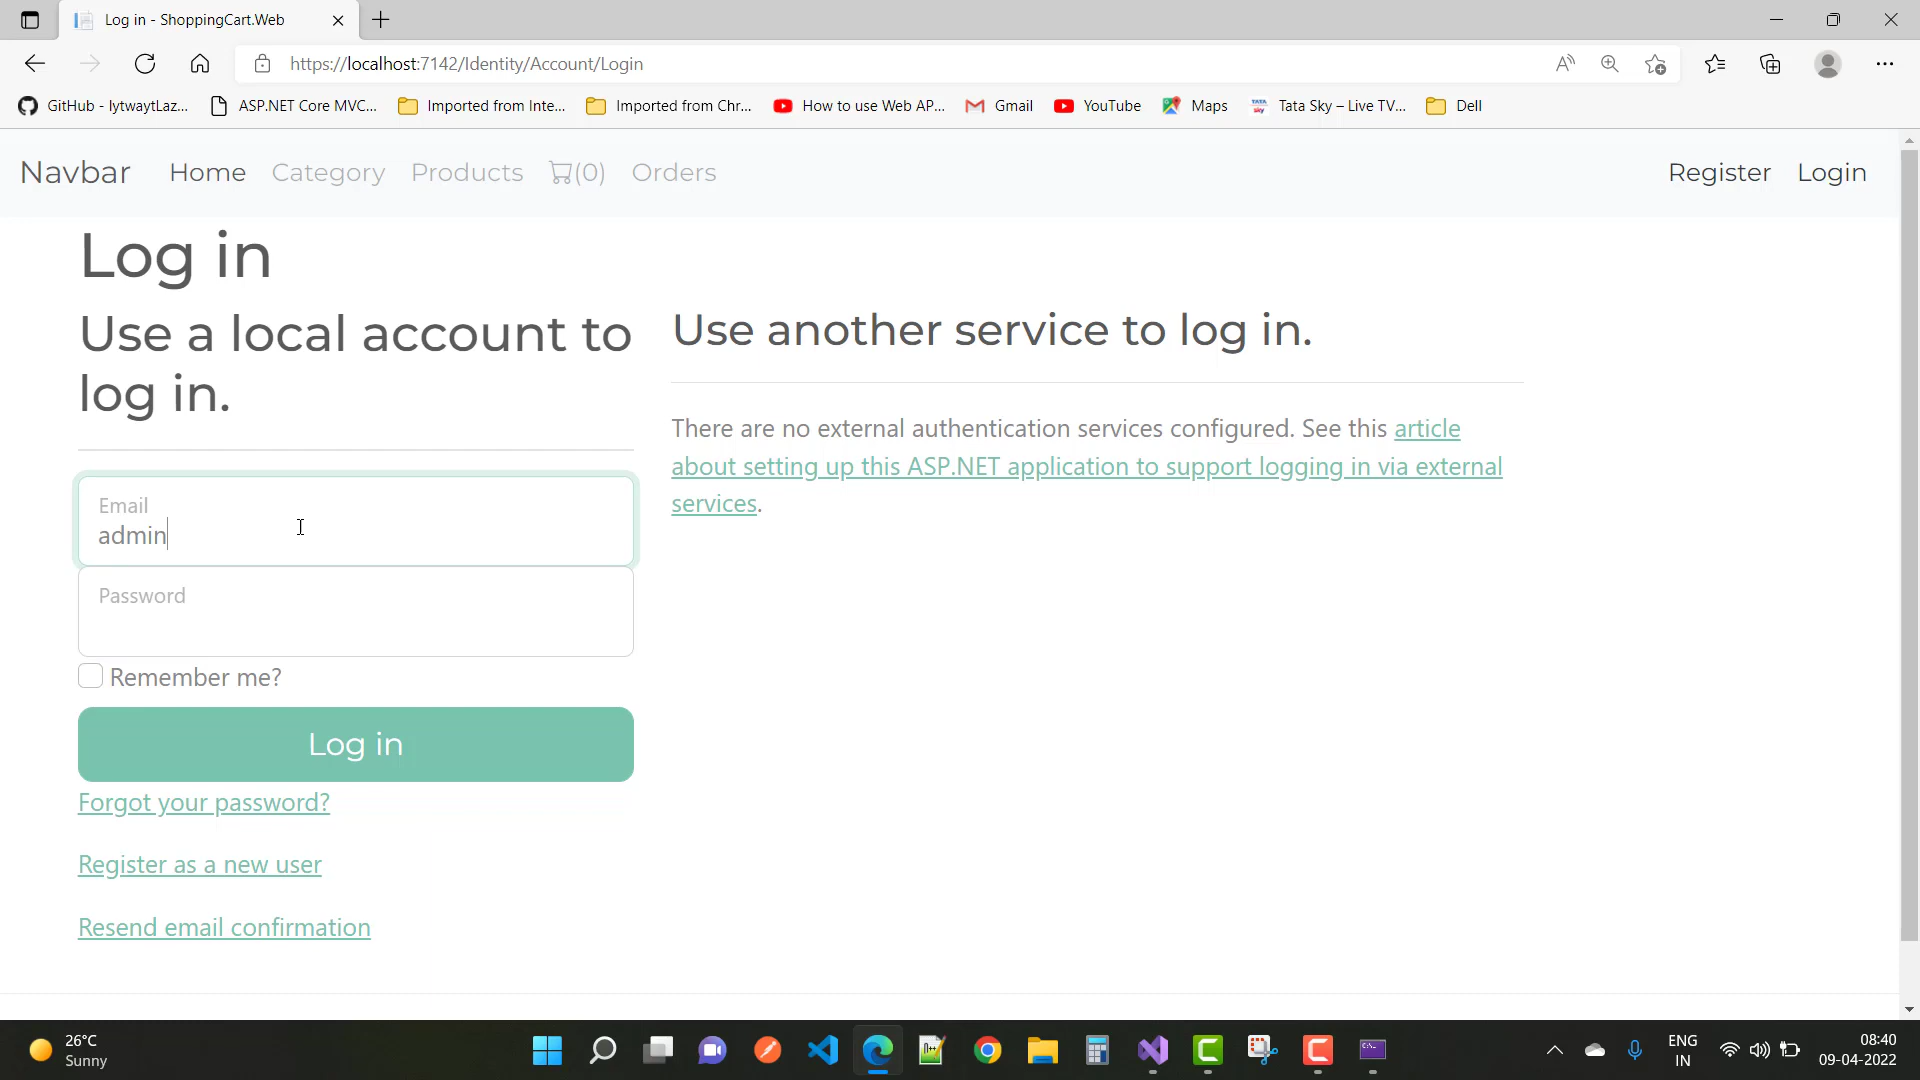 Log in - ShoppingCart.Web
https://localhost:7142/Identity/Account/Login
GitHub - lytwaytLaz... ASP.NET Core MVC... Imported from Inte... Imported from Chr... How to use Web AP... Gmail YouTube Maps Tata Sky – Live TV... Dell
Navbar Home Category Products (0) Orders Register Login
Log in
Use a local account to
log in.
Email
admin
Password
Remember me?
Log in
Forgot your password?
Register as a new user
Resend email confirmation
Use another service to log in.
There are no external authentication services configured. See this article
about setting up this ASP.NET application to support logging in via external
services.
26°C
Sunny
ENG
IN
08:40
09-04-2022